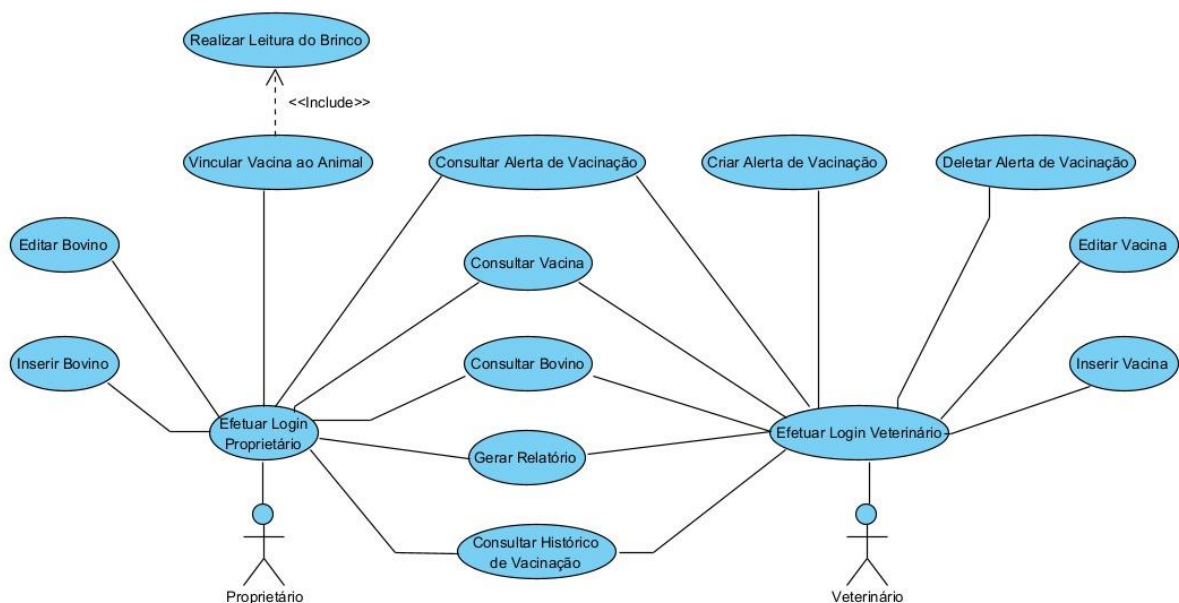 Realizar Leitura do Brinco
<<Include>>
Vincular Vacina ao Animal
Consultar Alerta de Vacinação
Criar Alerta de Vacinação
Deletar Alerta de Vacinação
Editar Bovino
Consultar Vacina
Editar Vacina
Inserir Bovino
Consultar Bovino
Inserir Vacina
Efetuar Login
Proprietário
Efetuar Login Veterinário
Gerar Relatório
Consultar Histórico
de Vacinação
Proprietário
Veterinário